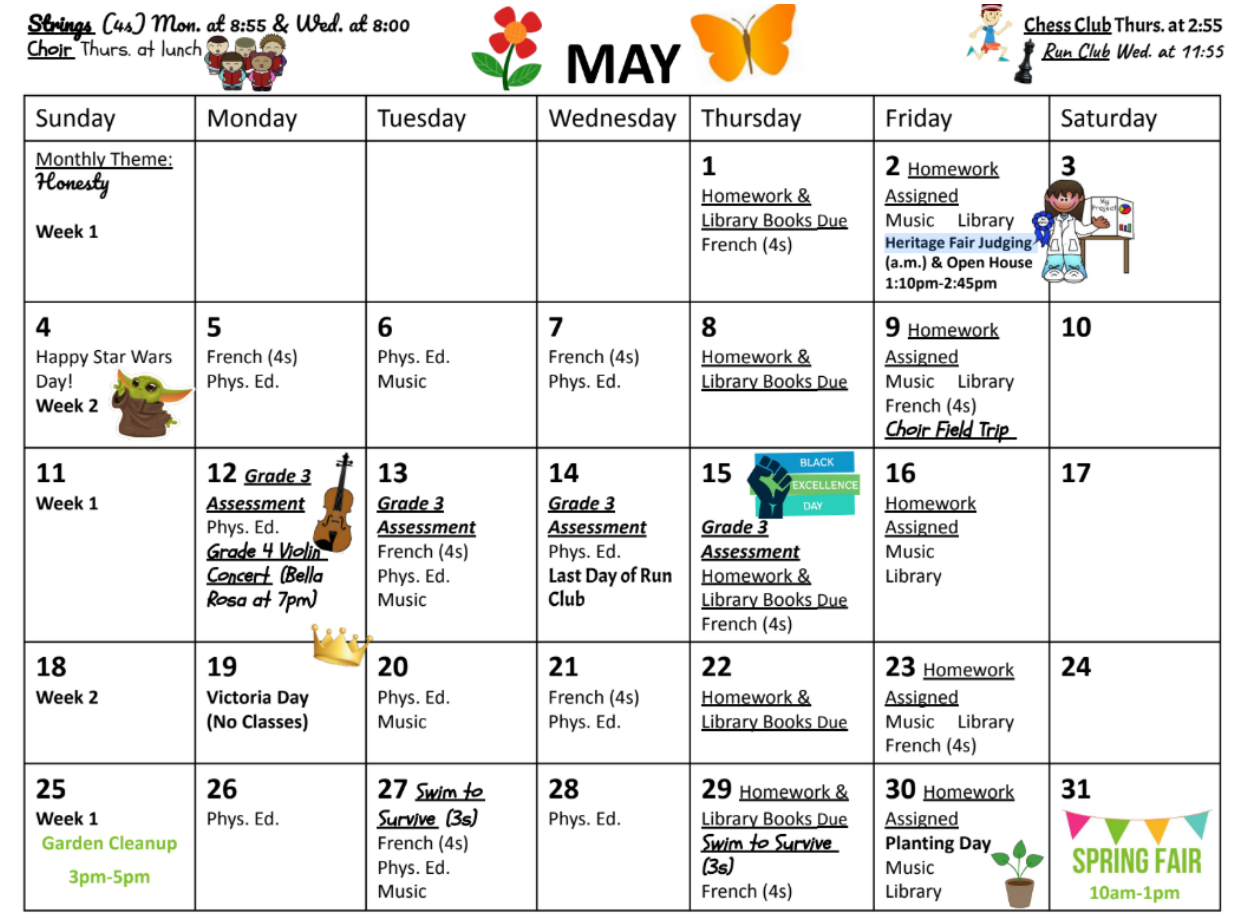 Strings (4s) Mon. at 8:55 & Wed. at 8:00
Choir Thurs. at lunch
MAY
Chess Club Thurs. at 2:55
Run Club Wed. at 11:55
Sunday
Monday
Tuesday
Wednesday
Thursday
Friday
Saturday
Monthly Theme:
Honesty
Week 1
1
Homework &
Library Books Due
French (4s)
2 Homework
Assigned
Music Library
Heritage Fair Judging
(a.m.) & Open House
1:10pm-2:45pm
3
My
Project
4
Happy Star Wars
Day!
Week 2
5
French (4s)
Phys. Ed.
6
Phys. Ed.
Music
7
French (4s)
Phys. Ed.
8
Homework &
Library Books Due
9 Homework
Assigned
Music Library
French (4s)
Choir Field Trip
10
11
Week 1
12 Grade 3
Assessment
Phys. Ed.
Grade 4 Violin
Concert (Bella
Rosa at 7pm)
13
Grade 3
Assessment
French (4s)
Phys. Ed.
Music
14
Grade 3
Assessment
Phys. Ed.
Last Day of Run
Club
15
BLACK
EXCELLENCE
DAY
Grade 3
Assessment
Homework &
Library Books Due
French (4s)
16
Homework
Assigned
Music
Library
17
18
Week 2
19
Victoria Day
(No Classes)
20
Phys. Ed.
Music
21
French (4s)
Phys. Ed.
22
Homework &
Library Books Due
23 Homework
Assigned
Music Library
French (4s)
24
25
Week 1
Garden Cleanup
3pm-5pm
26
Phys. Ed.
27 Swim to
Survive (3s)
French (4s)
Phys. Ed.
Music
28
Phys. Ed.
29 Homework &
Library Books Due
Swim to Survive
(3s)
French (4s)
30 Homework
Assigned
Planting Day
Music
Library
31
SPRING FAIR
10am-1pm